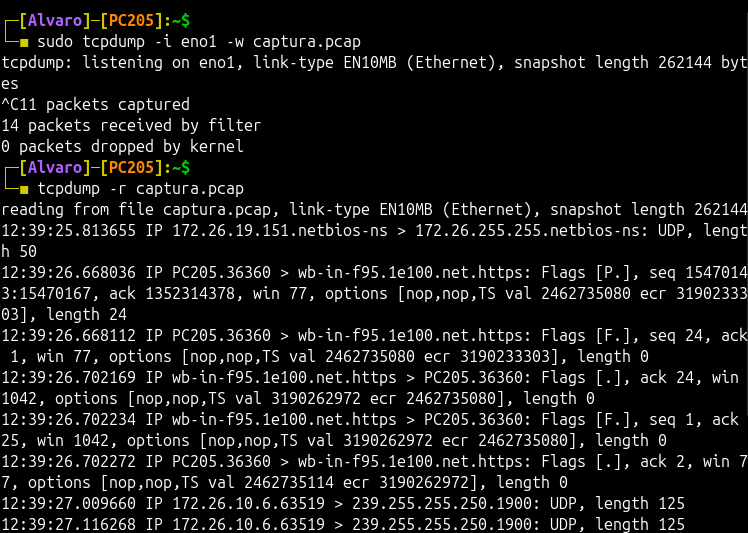 ┌─[Alvaro]─[PC205]:~$
└─■ sudo tcpdump -i eno1 -w captura.pcap
tcpdump: listening on eno1, link-type EN10MB (Ethernet), snapshot length 262144 byt
es
^C11 packets captured
14 packets received by filter
0 packets dropped by kernel
┌─[Alvaro]─[PC205]:~$
└─■ tcpdump -r captura.pcap
reading from file captura.pcap, link-type EN10MB (Ethernet), snapshot length 262144
12:39:25.813655 IP 172.26.19.151.netbios-ns > 172.26.255.255.netbios-ns: UDP, lengt
h 50
12:39:26.668036 IP PC205.36360 > wb-in-f95.1e100.net.https: Flags [P.], seq 1547014
3:15470167, ack 1352314378, win 77, options [nop,nop,TS val 2462735080 ecr 31902333
03], length 24
12:39:26.668112 IP PC205.36360 > wb-in-f95.1e100.net.https: Flags [F.], seq 24, ack
 1, win 77, options [nop,nop,TS val 2462735080 ecr 3190233303], length 0
12:39:26.702169 IP wb-in-f95.1e100.net.https > PC205.36360: Flags [.], ack 24, win
1042, options [nop,nop,TS val 3190262972 ecr 2462735080], length 0
12:39:26.702234 IP wb-in-f95.1e100.net.https > PC205.36360: Flags [F.], seq 1, ack
25, win 1042, options [nop,nop,TS val 3190262972 ecr 2462735080], length 0
12:39:26.702272 IP PC205.36360 > wb-in-f95.1e100.net.https: Flags [.], ack 2, win 7
7, options [nop,nop,TS val 2462735114 ecr 3190262972], length 0
12:39:27.009660 IP 172.26.10.6.63519 > 239.255.255.250.1900: UDP, length 125
12:39:27.116268 IP 172.26.10.6.63519 > 239.255.255.250.1900: UDP, length 125